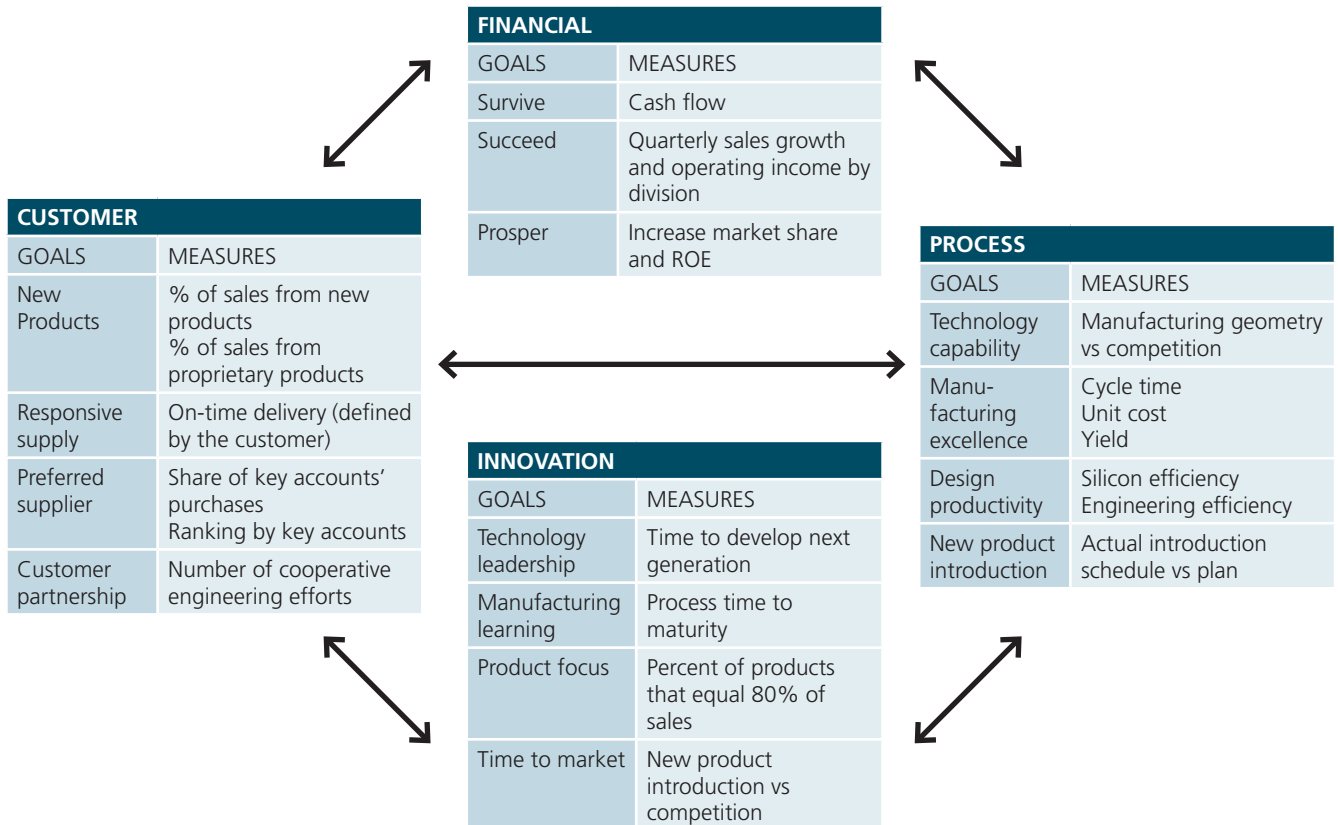 FINANCIAL
GOALS MEASURES
Survive Cash flow
Succeed Quarterly sales growth
and operating income by
division
Prosper Increase market share
and ROE
CUSTOMER
GOALS MEASURES
New % of sales from new
Products products
% of sales from
proprietary products
Responsive On-time delivery (defined
supply by the customer)
Preferred Share of key accounts’
supplier purchases
Ranking by key accounts
Customer Number of cooperative
partnership engineering efforts
PROCESS
GOALS MEASURES
Technology Manufacturing geometry
capability vs competition
Manu- Cycle time
facturing Unit cost
excellence Yield
Design Silicon efficiency
productivity Engineering efficiency
New product Actual introduction
introduction schedule vs plan
INNOVATION
GOALS MEASURES
Technology Time to develop next
leadership generation
Manufacturing Process time to
learning maturity
Product focus Percent of products
that equal 80% of
sales
Time to market New product
introduction vs
competition